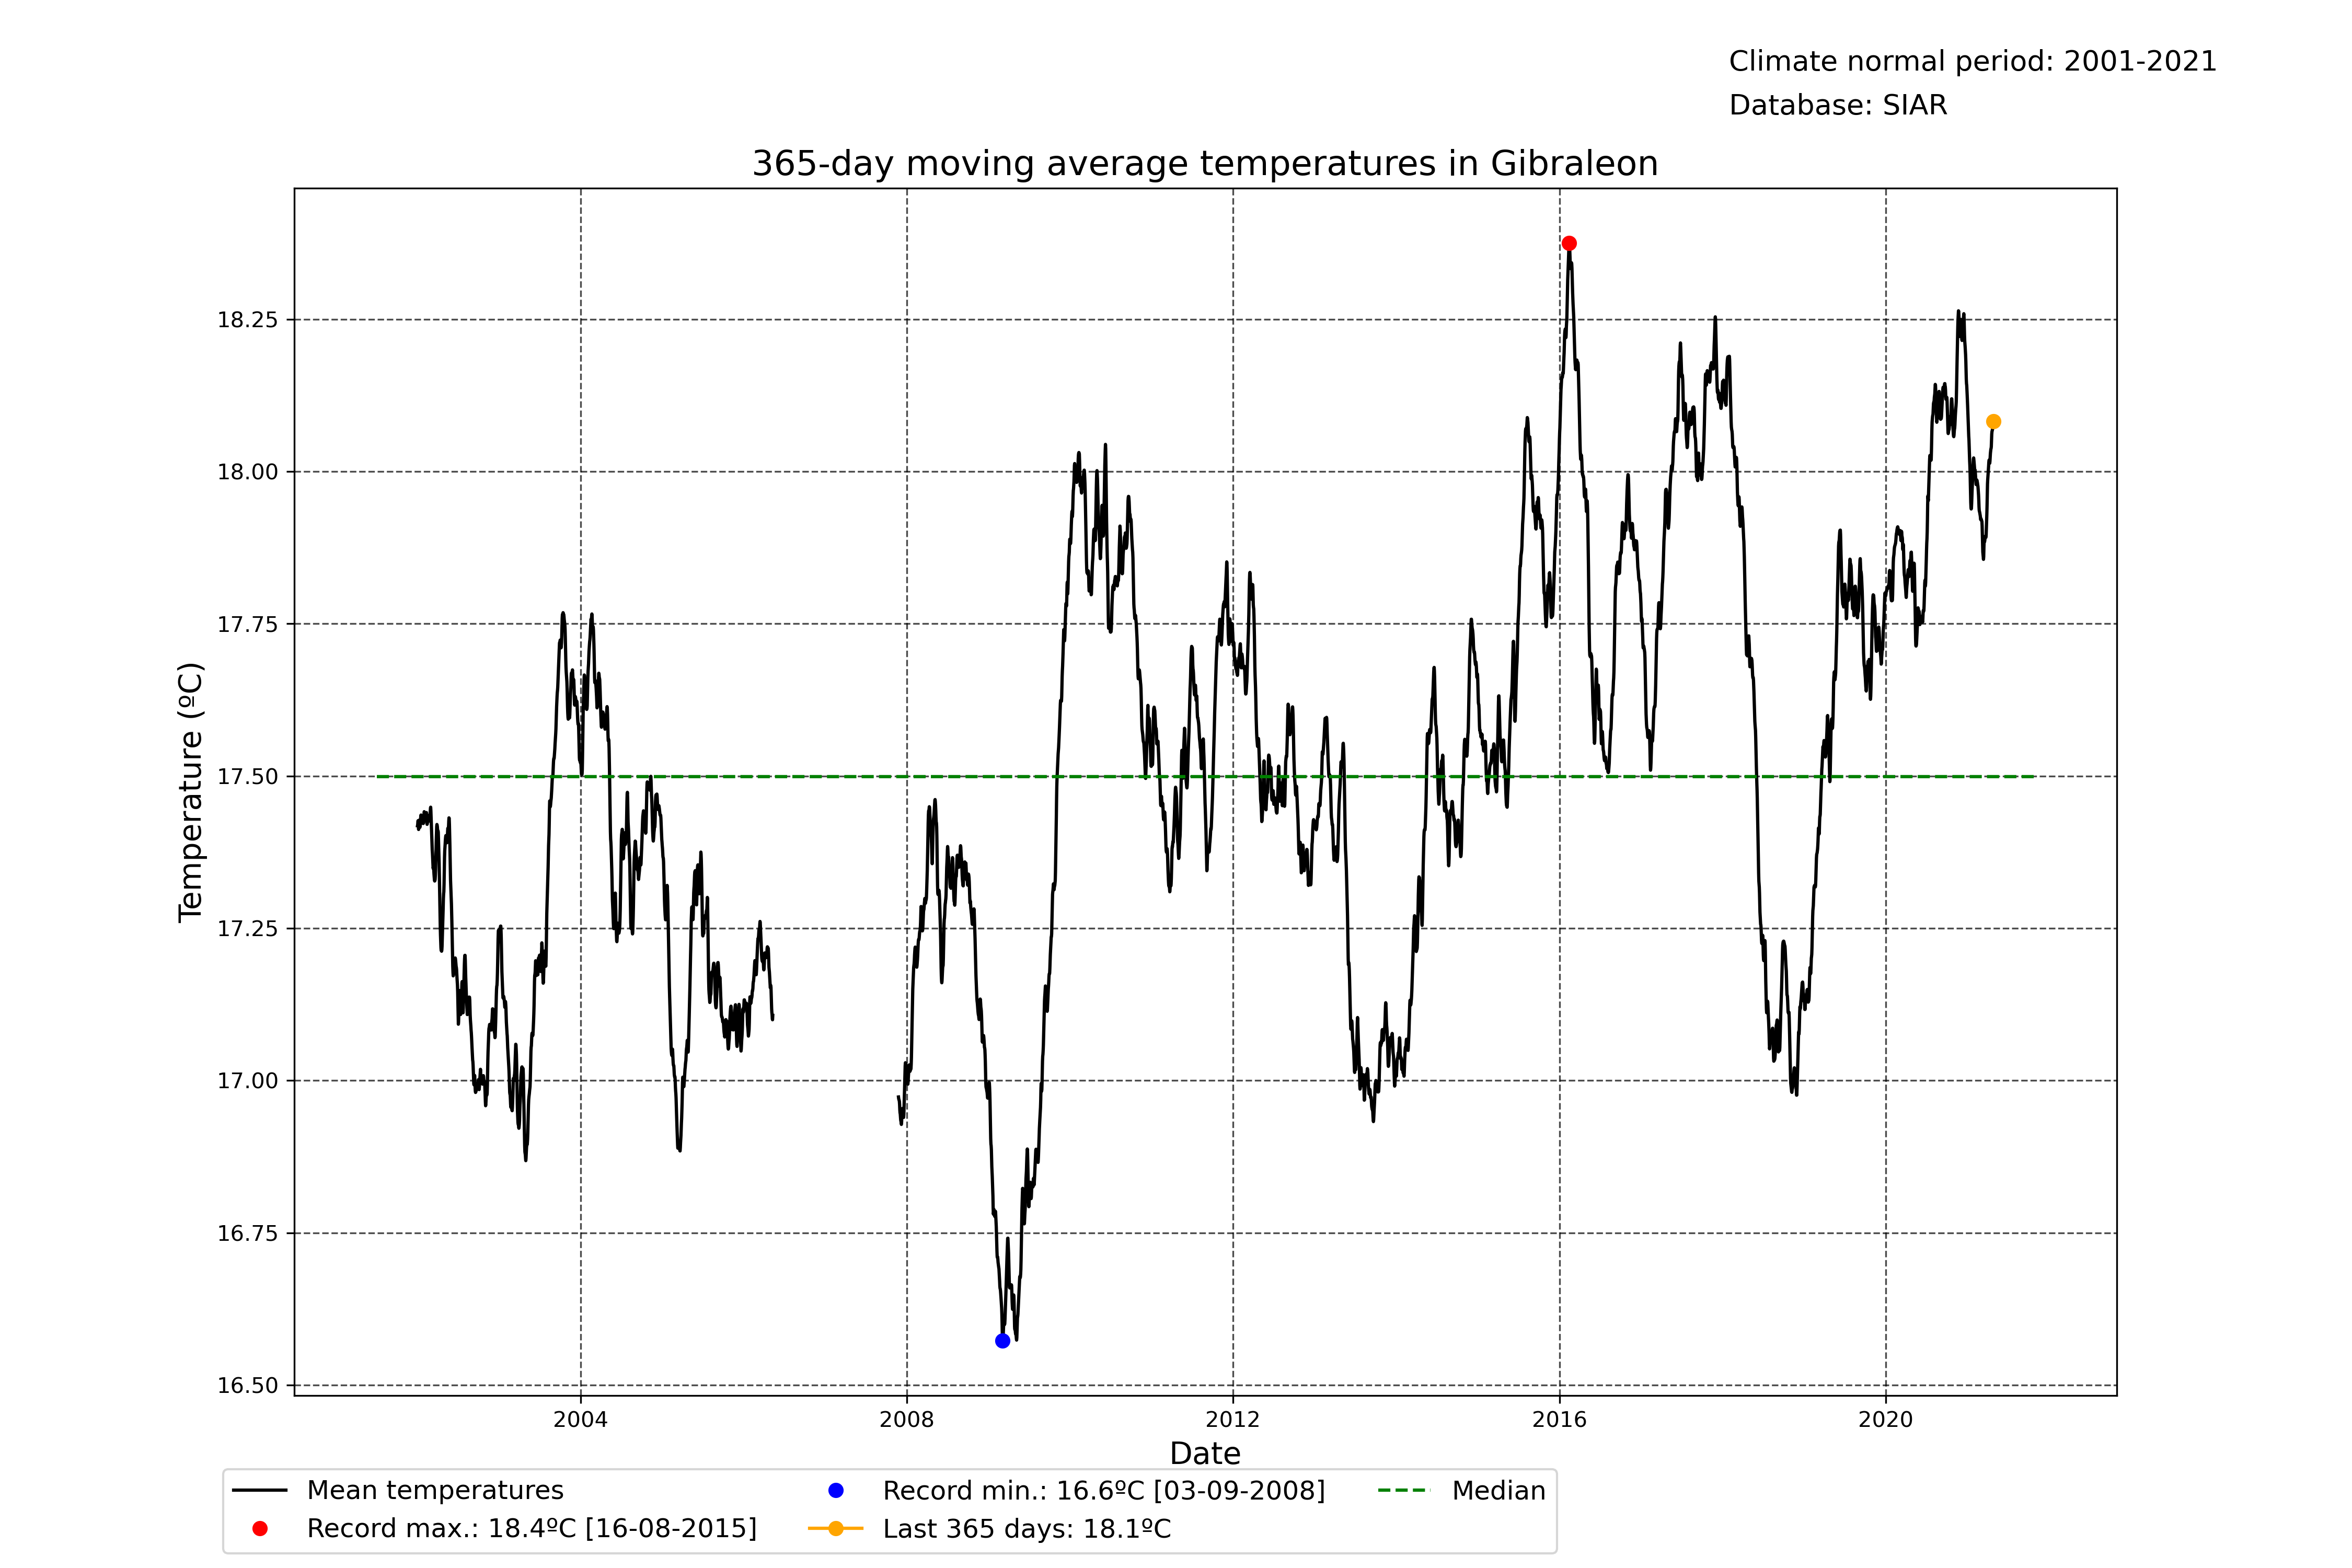 Climate normal period: 2001-2021
Database: SIAR
365-day moving average temperatures in Gibraleon
Temperature (ºC)
18.25
18.00
17.75
17.50
17.25
17.00
16.75
16.50
2004 2008 2012 2016 2020
Date
Mean temperatures Record min.: 16.6ºC [03-09-2008] Median
Record max.: 18.4ºC [16-08-2015] Last 365 days: 18.1ºC